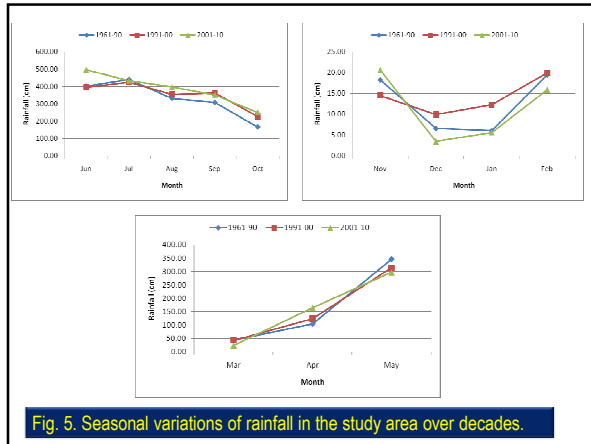 1961-90 1991-00 2001-10
600.00
500.00
400.00
300.00
200.00
100.00
0.00
Rainfall (cm)
Jun Jul Aug Sep Oct
Month
1961-90 1991-00 2001-10
25.00
20.00
15.00
10.00
5.00
0.00
Rainfall (cm)
Nov Dec Jan Feb
Month
1961-90 1991-00 2001-10
400.00
350.00
300.00
250.00
200.00
150.00
100.00
50.00
0.00
Rainfall (cm)
Mar Apr May
Month
Fig. 5. Seasonal variations of rainfall in the study area over decades.